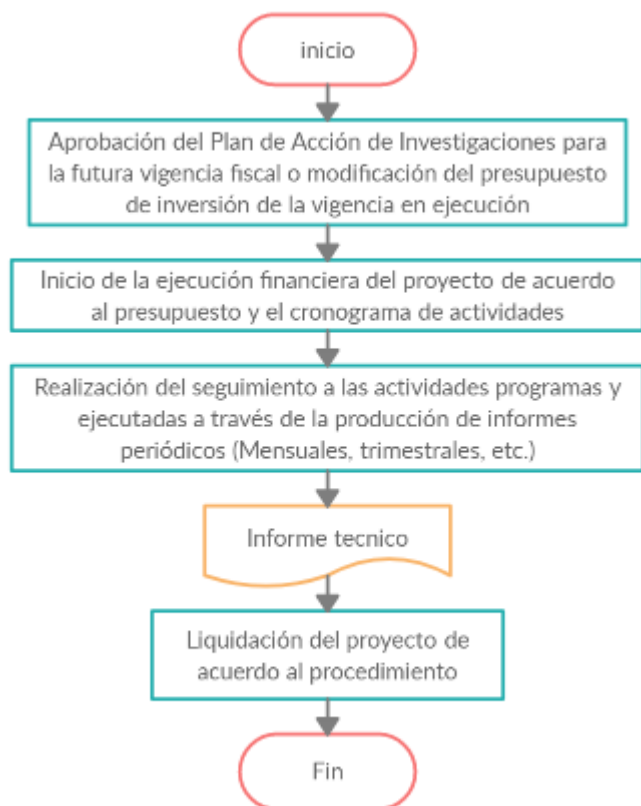 inicio
Aprobación del Plan de Acción de Investigaciones para
la futura vigencia fiscal o modificación del presupuesto
de inversión de la vigencia en ejecución
Inicio de la ejecución financiera del proyecto de acuerdo
al presupuesto y el cronograma de actividades
Realización del seguimiento a las actividades programas y
ejecutadas a través de la producción de informes
periódicos (Mensuales, trimestrales, etc.)
Informe tecnico
Liquidación del proyecto de
acuerdo al procedimiento
Fin